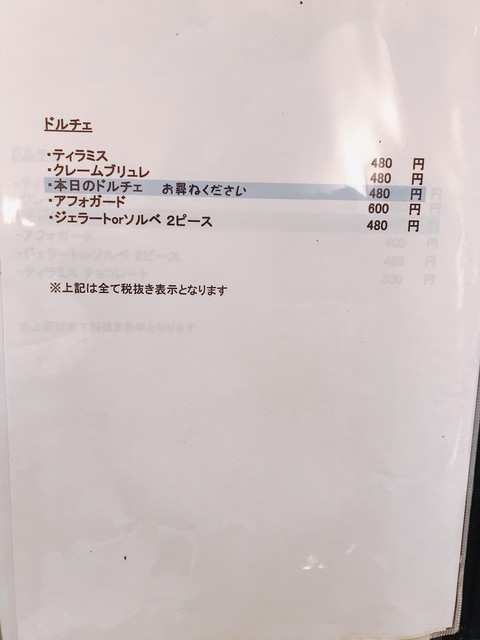 ドルチェ
・ティラミス 480 円
・クレームブリュレ 480 円
・本日のドルチェ お尋ねください 480 円
・アフォガード 600 円
・ジェラートorソルベ 2ピース 480 円
※上記は全て税抜き表示となります